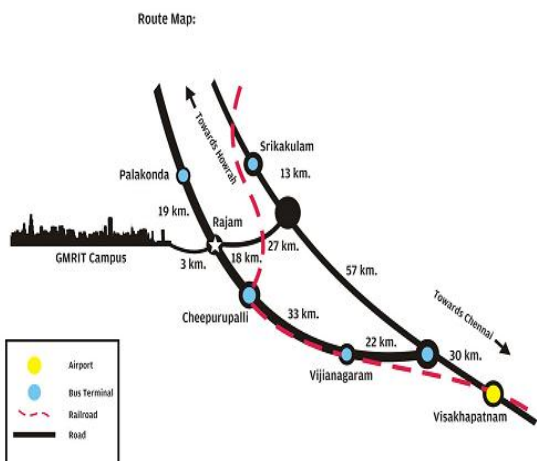 Route Map:
Towards Howrah
Srikakulam
13 km.
Palakonda
19 km.
Rajam
27 km.
GMRIT Campus
3 km.
18 km.
57 km.
Towards Chennai
Cheepurupalli
33 km.
22 km.
30 km.
Vijianagaram
Visakhapatnam
Airport
Bus Terminal
Railroad
Road